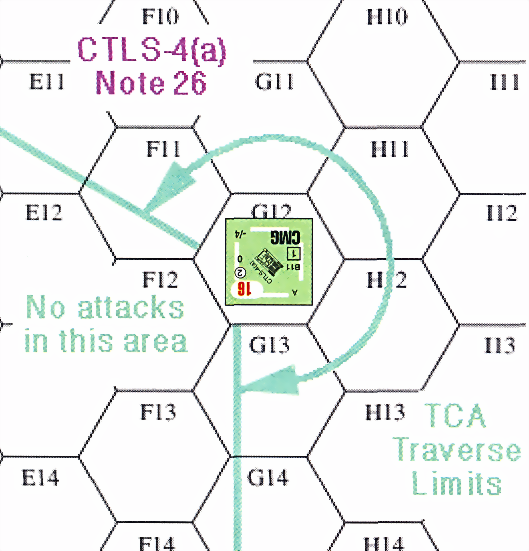 F10
H10
CTLS-4(a)
Note 26
E11
G11
I11
F11
H11
E12
G12
I12
CMG
-/4
1
B11
0
2
16
A
F12
H12
No attacks
in this area
G13
I13
F13
H13
TCA
Traverse
Limits
E14
G14
F14
H14